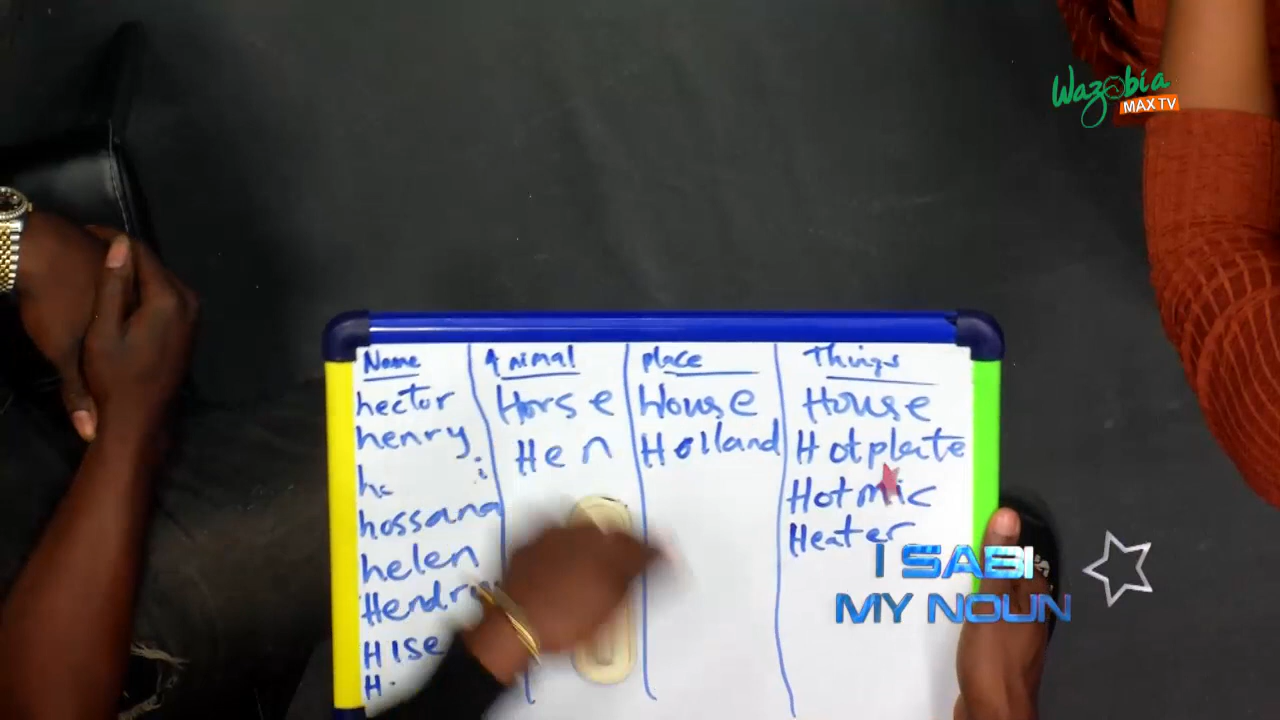 Wazobia
MAX TV
Name Animal place Things
hector Horse House House
henry Hen Holland Hotplate
Hotmic
hossana Heater
helen
HISE
I SABI
MY NOUN